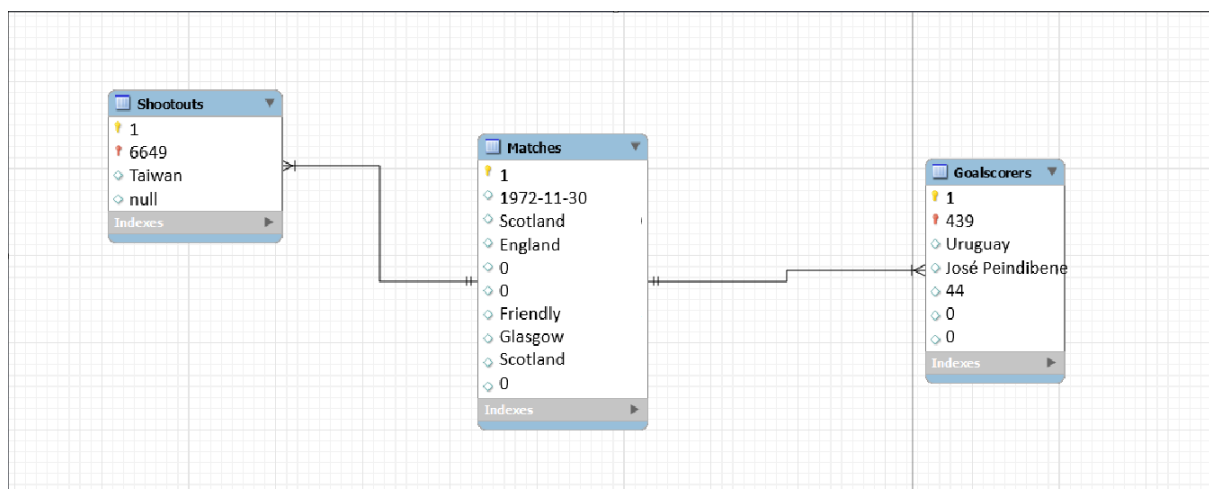 Shootouts
1
6649
Taiwan
null
Indexes
Matches
1
1972-11-30
Scotland
England
0
0
Friendly
Glasgow
Scotland
0
Indexes
Goalscorers
1
439
Uruguay
José Peindibene
44
0
0
Indexes